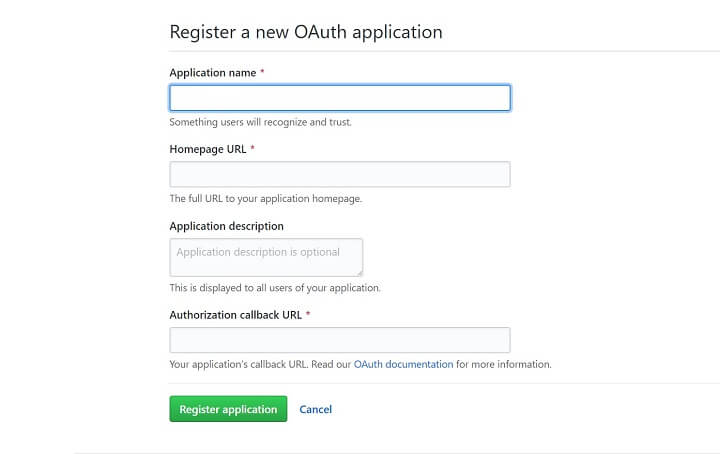 Register a new OAuth application
Application name *
Something users will recognize and trust.
Homepage URL *
The full URL to your application homepage.
Application description
Application description is optional
This is displayed to all users of your application.
Authorization callback URL *
Your application's callback URL. Read our OAuth documentation for more information.
Register application Cancel